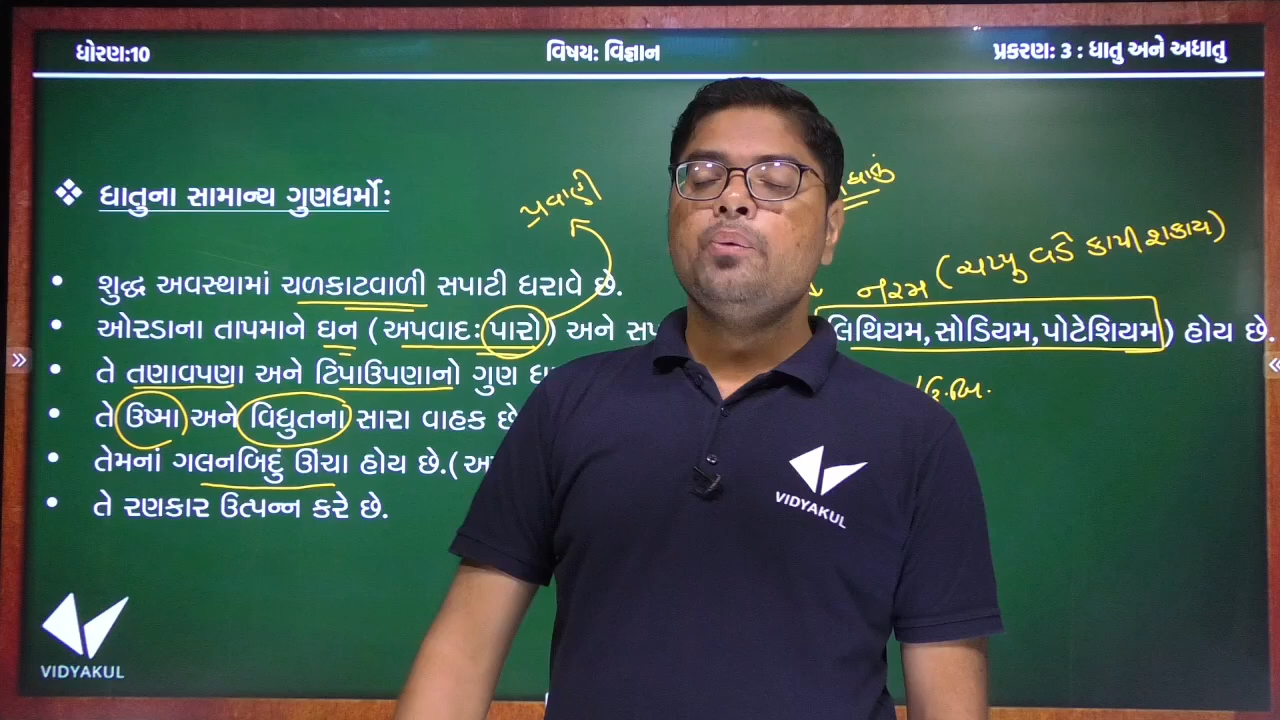 ધોરણ:10 વિષય: વિજ્ઞાન પ્રકરણ: 3 : ધાતુ અને અધાતુ
❖ ધાતુના સામાન્ય ગુણધર્મો:
પ્રવાહી
નરમ (ચપ્પુ વડે કાપી શકાય)
• શુદ્ધ અવસ્થામાં ચળકાટવાળી સપાટી ધરાવે છે.
• ઓરડાના તાપમાને ઘન (અપવાદ: પારો) અને લિથિયમ,સોડિયમ,પોટેશિયમ) હોય છે.
• તે તણાવપણા અને ટિપાઉપણાનો ગુણ
• તે ઉષ્મા અને વિદ્યુતના સારા વાહક છે
• તેમનાં ગલનબિદું ઊંચા હોય છે.
• તે રણકાર ઉત્પન્ન કરે છે.
VIDYAKUL
VIDYAKUL